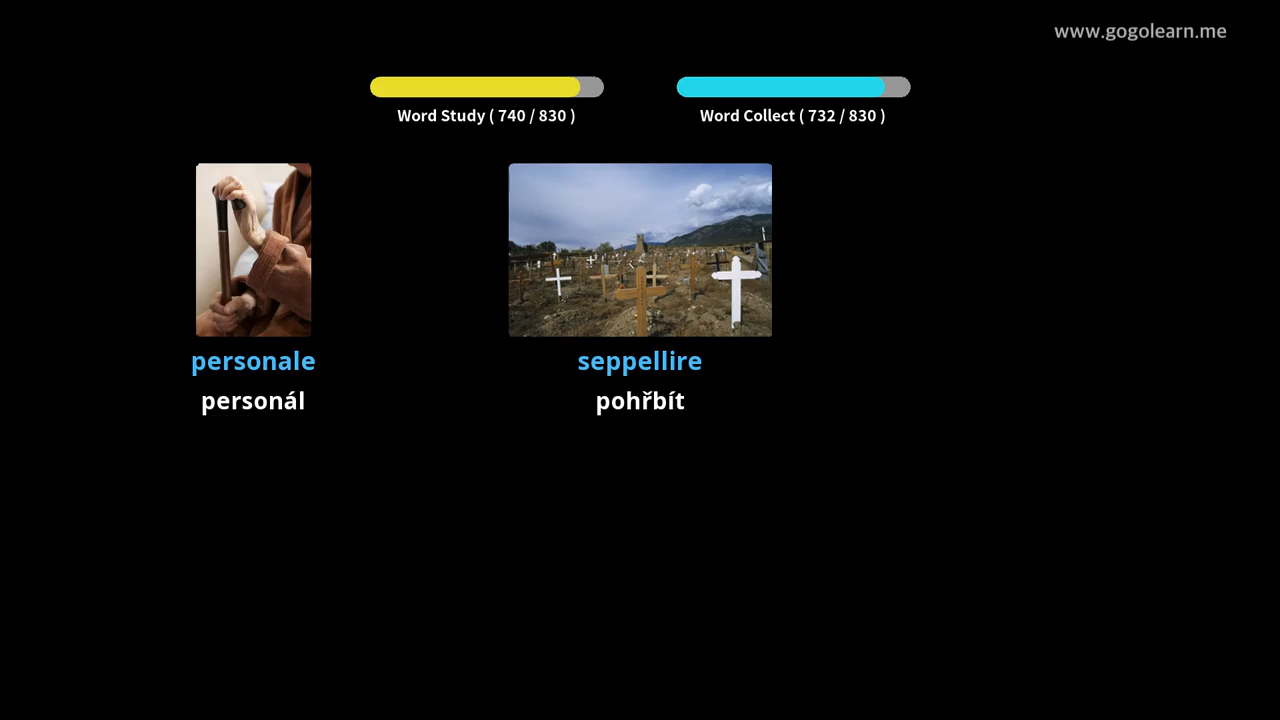 www.gogolearn.me
Word Study ( 740 / 830 )
Word Collect ( 732 / 830 )
personale
personál
seppellire
pohřbít